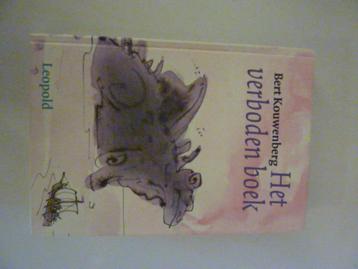 Bert Kouwenberg
Het
verboden boek
Leopold